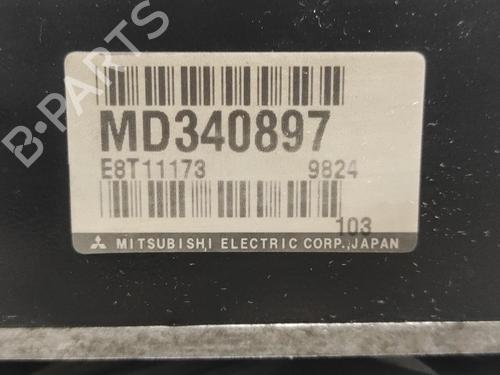 MD340897
E8T11173 9824
103
MITSUBISHI ELECTRIC CORP.,JAPAN
B-PARTS